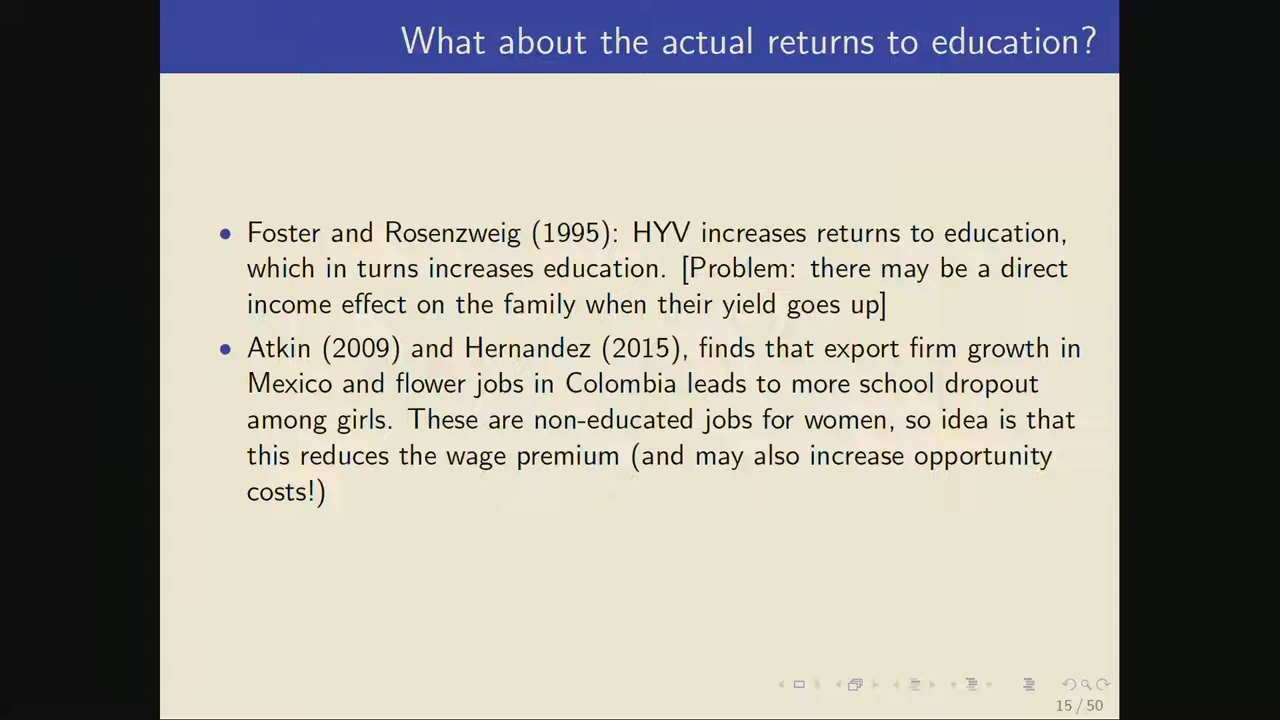 What about the actual returns to education?
• Foster and Rosenzweig (1995): HYV increases returns to education,
which in turns increases education. [Problem: there may be a direct
income effect on the family when their yield goes up]
• Atkin (2009) and Hernandez (2015), finds that export firm growth in
Mexico and flower jobs in Colombia leads to more school dropout
among girls. These are non-educated jobs for women, so idea is that
this reduces the wage premium (and may also increase opportunity
costs!)
15 / 50